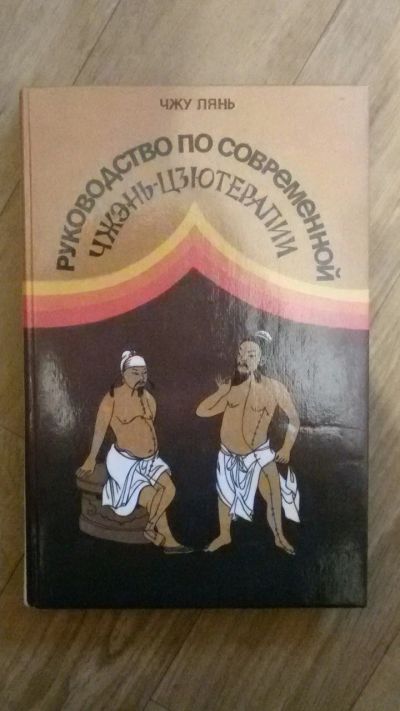 ЧЖУ ЛЯНЬ
РУКОВОДСТВО ПО СОВРЕМЕННОЙ
ЧЖЭНЬ-ЦЗЮТЕРАПИИ